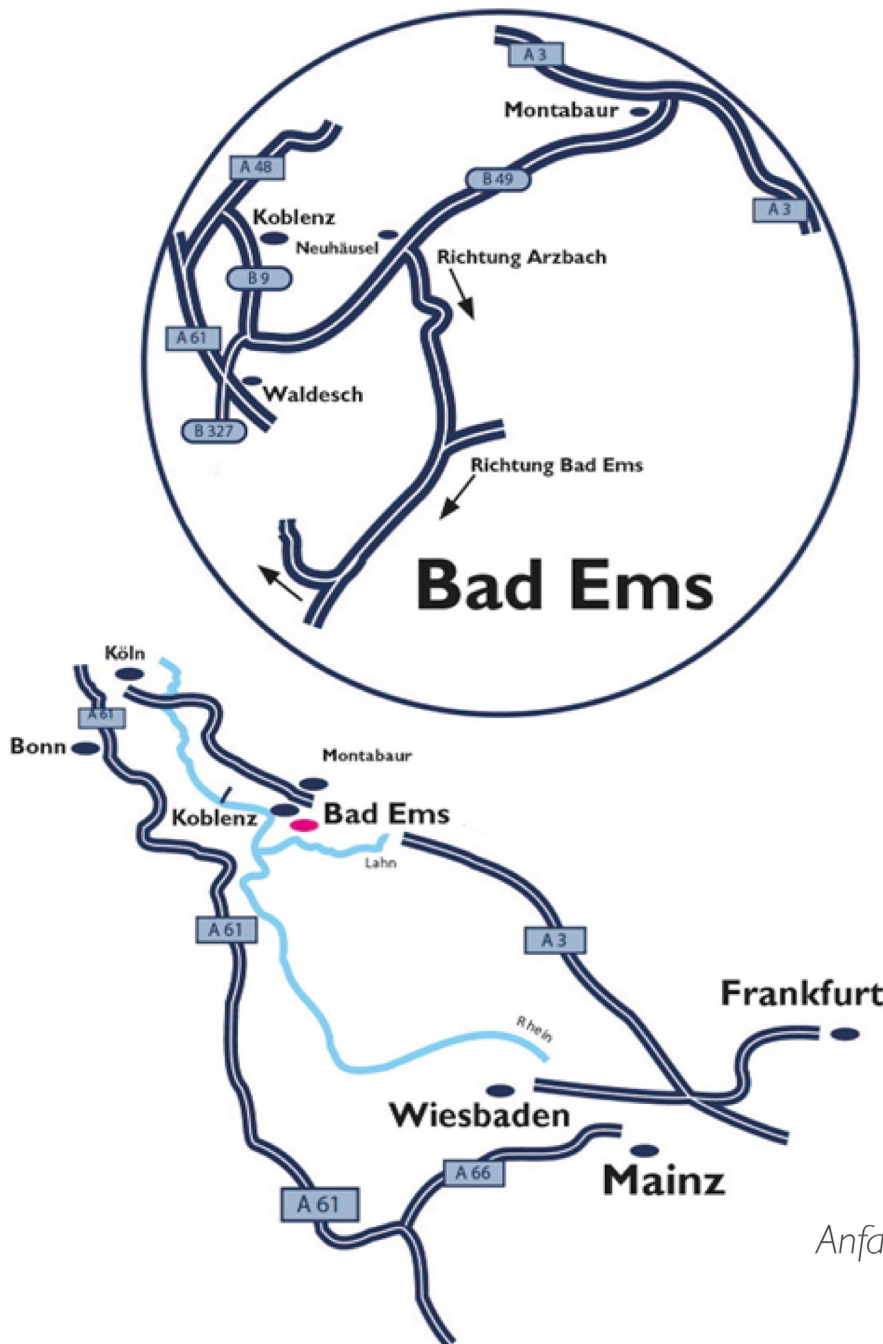 A 3
Montabaur
A 48
B 49
A 3
Koblenz
Neuhäusel
Richtung Arzbach
B 9
A 61
Waldesch
B 327
Richtung Bad Ems
Bad Ems
Köln
A 61
Bonn
Montabaur
Koblenz
Bad Ems
Lahn
A 61
A 3
Frankfurt
Rhein
Wiesbaden
A 66
Mainz
A 61
Anfa